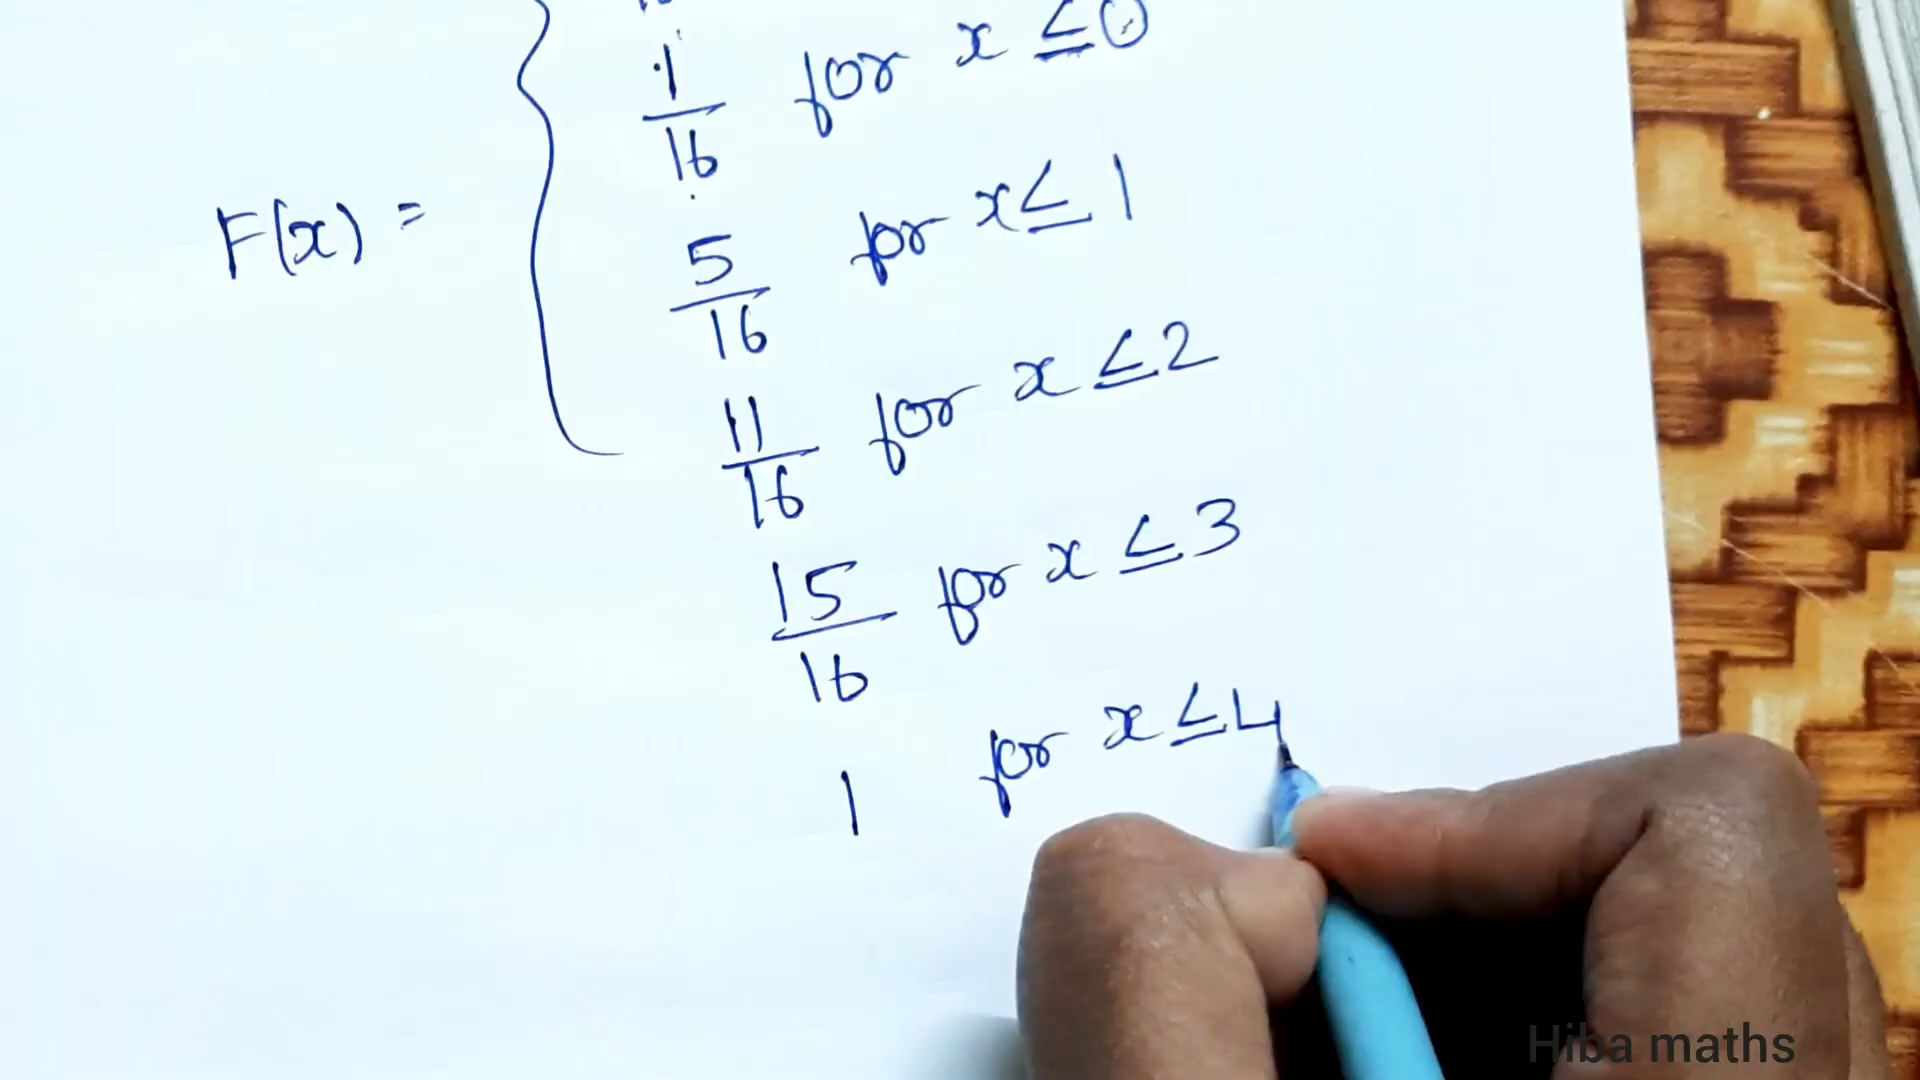 1/16 for x ≤ 0
5/16 for x ≤ 1
F(x) =
11/16 for x ≤ 2
15/16 for x ≤ 3
1 for x ≤ 4
Hiba maths